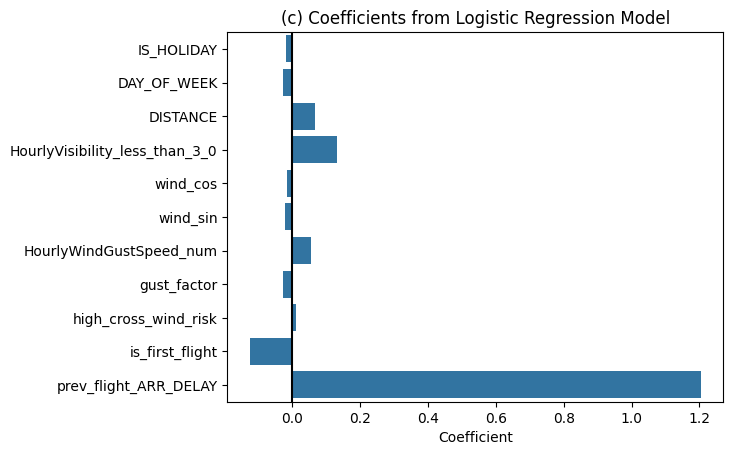 (c) Coefficients from Logistic Regression Model
IS_HOLIDAY
DAY_OF_WEEK
DISTANCE
HourlyVisibility_less_than_3_0
wind_cos
wind_sin
HourlyWindGustSpeed_num
gust_factor
high_cross_wind_risk
is_first_flight
prev_flight_ARR_DELAY
0.0 0.2 0.4 0.6 0.8 1.0 1.2
Coefficient